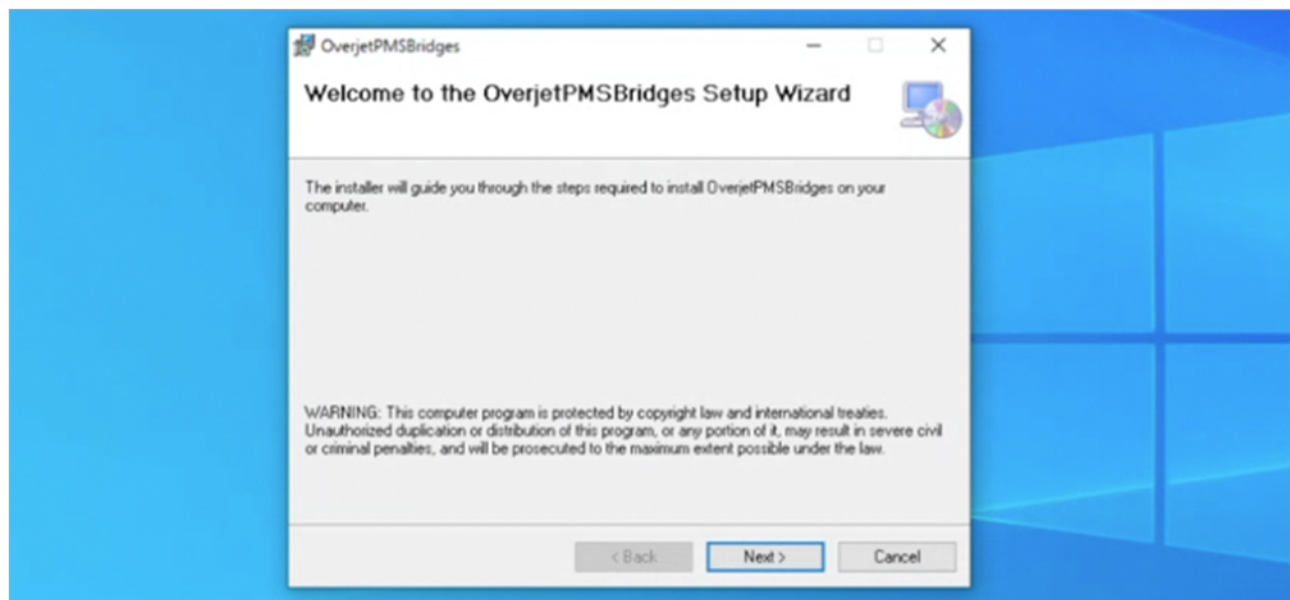 OverjetPMSBridges
Welcome to the OverjetPMSBridges Setup Wizard
The installer will guide you through the steps required to install OverjetPMSBridges on your
computer.
WARNING: This computer program is protected by copyright law and international treaties.
Unauthorized duplication or distribution of this program, or any portion of it, may result in severe civil
or criminal penalties, and will be prosecuted to the maximum extent possible under the law.
< Back
Next >
Cancel